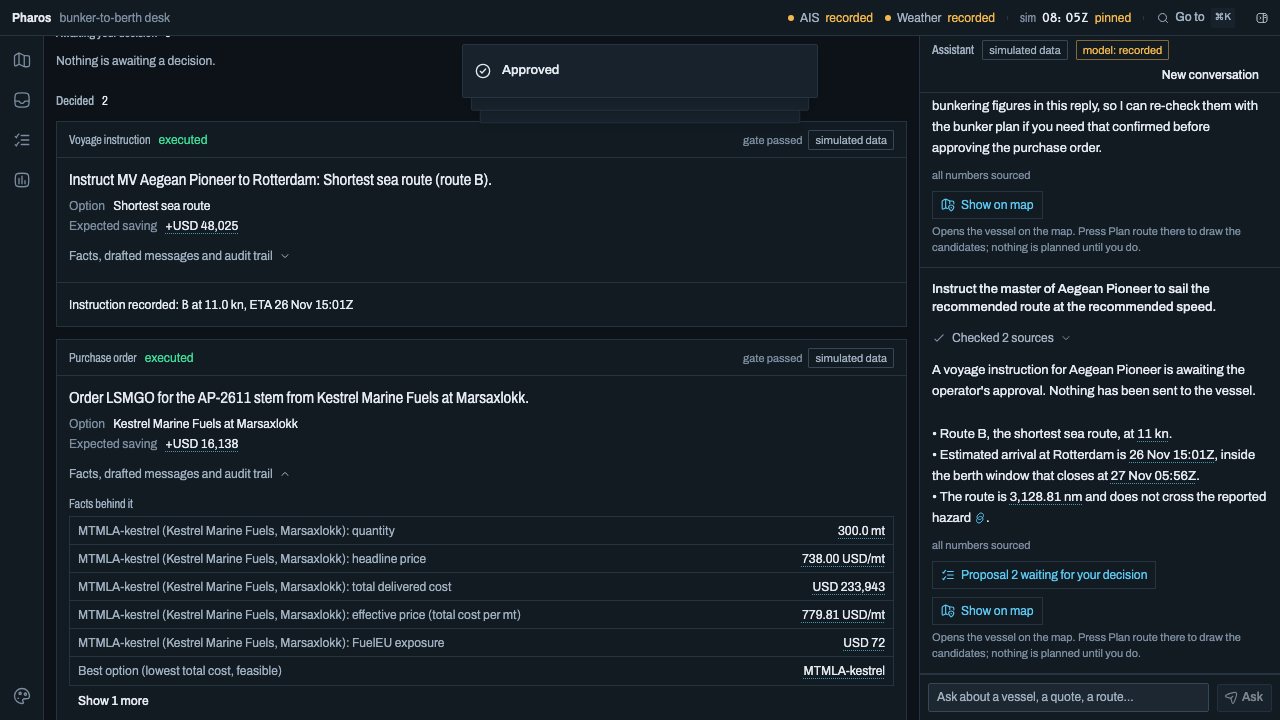 Pharos bunker-to-berth desk
AIS recorded Weather recorded sim 08:05Z pinned Go to ⌘K
Nothing is awaiting a decision.
Decided 2
Approved
Voyage instruction executed gate passed simulated data
Instruct MV Aegean Pioneer to Rotterdam: Shortest sea route (route B).
Option Shortest sea route
Expected saving +USD 48,025
Facts, drafted messages and audit trail
Instruction recorded: B at 11.0 kn, ETA 26 Nov 15:01Z
Purchase order executed gate passed simulated data
Order LSMGO for the AP-2611 stem from Kestrel Marine Fuels at Marsaxlokk.
Option Kestrel Marine Fuels at Marsaxlokk
Expected saving +USD 16,138
Facts, drafted messages and audit trail
Facts behind it
MTMLA-kestrel (Kestrel Marine Fuels, Marsaxlokk): quantity 300.0 mt
MTMLA-kestrel (Kestrel Marine Fuels, Marsaxlokk): headline price 738.00 USD/mt
MTMLA-kestrel (Kestrel Marine Fuels, Marsaxlokk): total delivered cost USD 233,943
MTMLA-kestrel (Kestrel Marine Fuels, Marsaxlokk): effective price (total cost per mt) 779.81 USD/mt
MTMLA-kestrel (Kestrel Marine Fuels, Marsaxlokk): FuelEU exposure USD 72
Best option (lowest total cost, feasible) MTMLA-kestrel
Show 1 more
Assistant simulated data model: recorded
New conversation
bunkering figures in this reply, so I can re-check them with
the bunker plan if you need that confirmed before
approving the purchase order.
all numbers sourced
Show on map
Opens the vessel on the map. Press Plan route there to draw the
candidates; nothing is planned until you do.
Instruct the master of Aegean Pioneer to sail the
recommended route at the recommended speed.
Checked 2 sources
A voyage instruction for Aegean Pioneer is awaiting the
operator's approval. Nothing has been sent to the vessel.
• Route B, the shortest sea route, at 11 kn.
• Estimated arrival at Rotterdam is 26 Nov 15:01Z, inside
the berth window that closes at 27 Nov 05:56Z.
• The route is 3,128.81 nm and does not cross the reported
hazard.
all numbers sourced
Proposal 2 waiting for your decision
Show on map
Opens the vessel on the map. Press Plan route there to draw the
candidates; nothing is planned until you do.
Ask about a vessel, a quote, a route... Ask